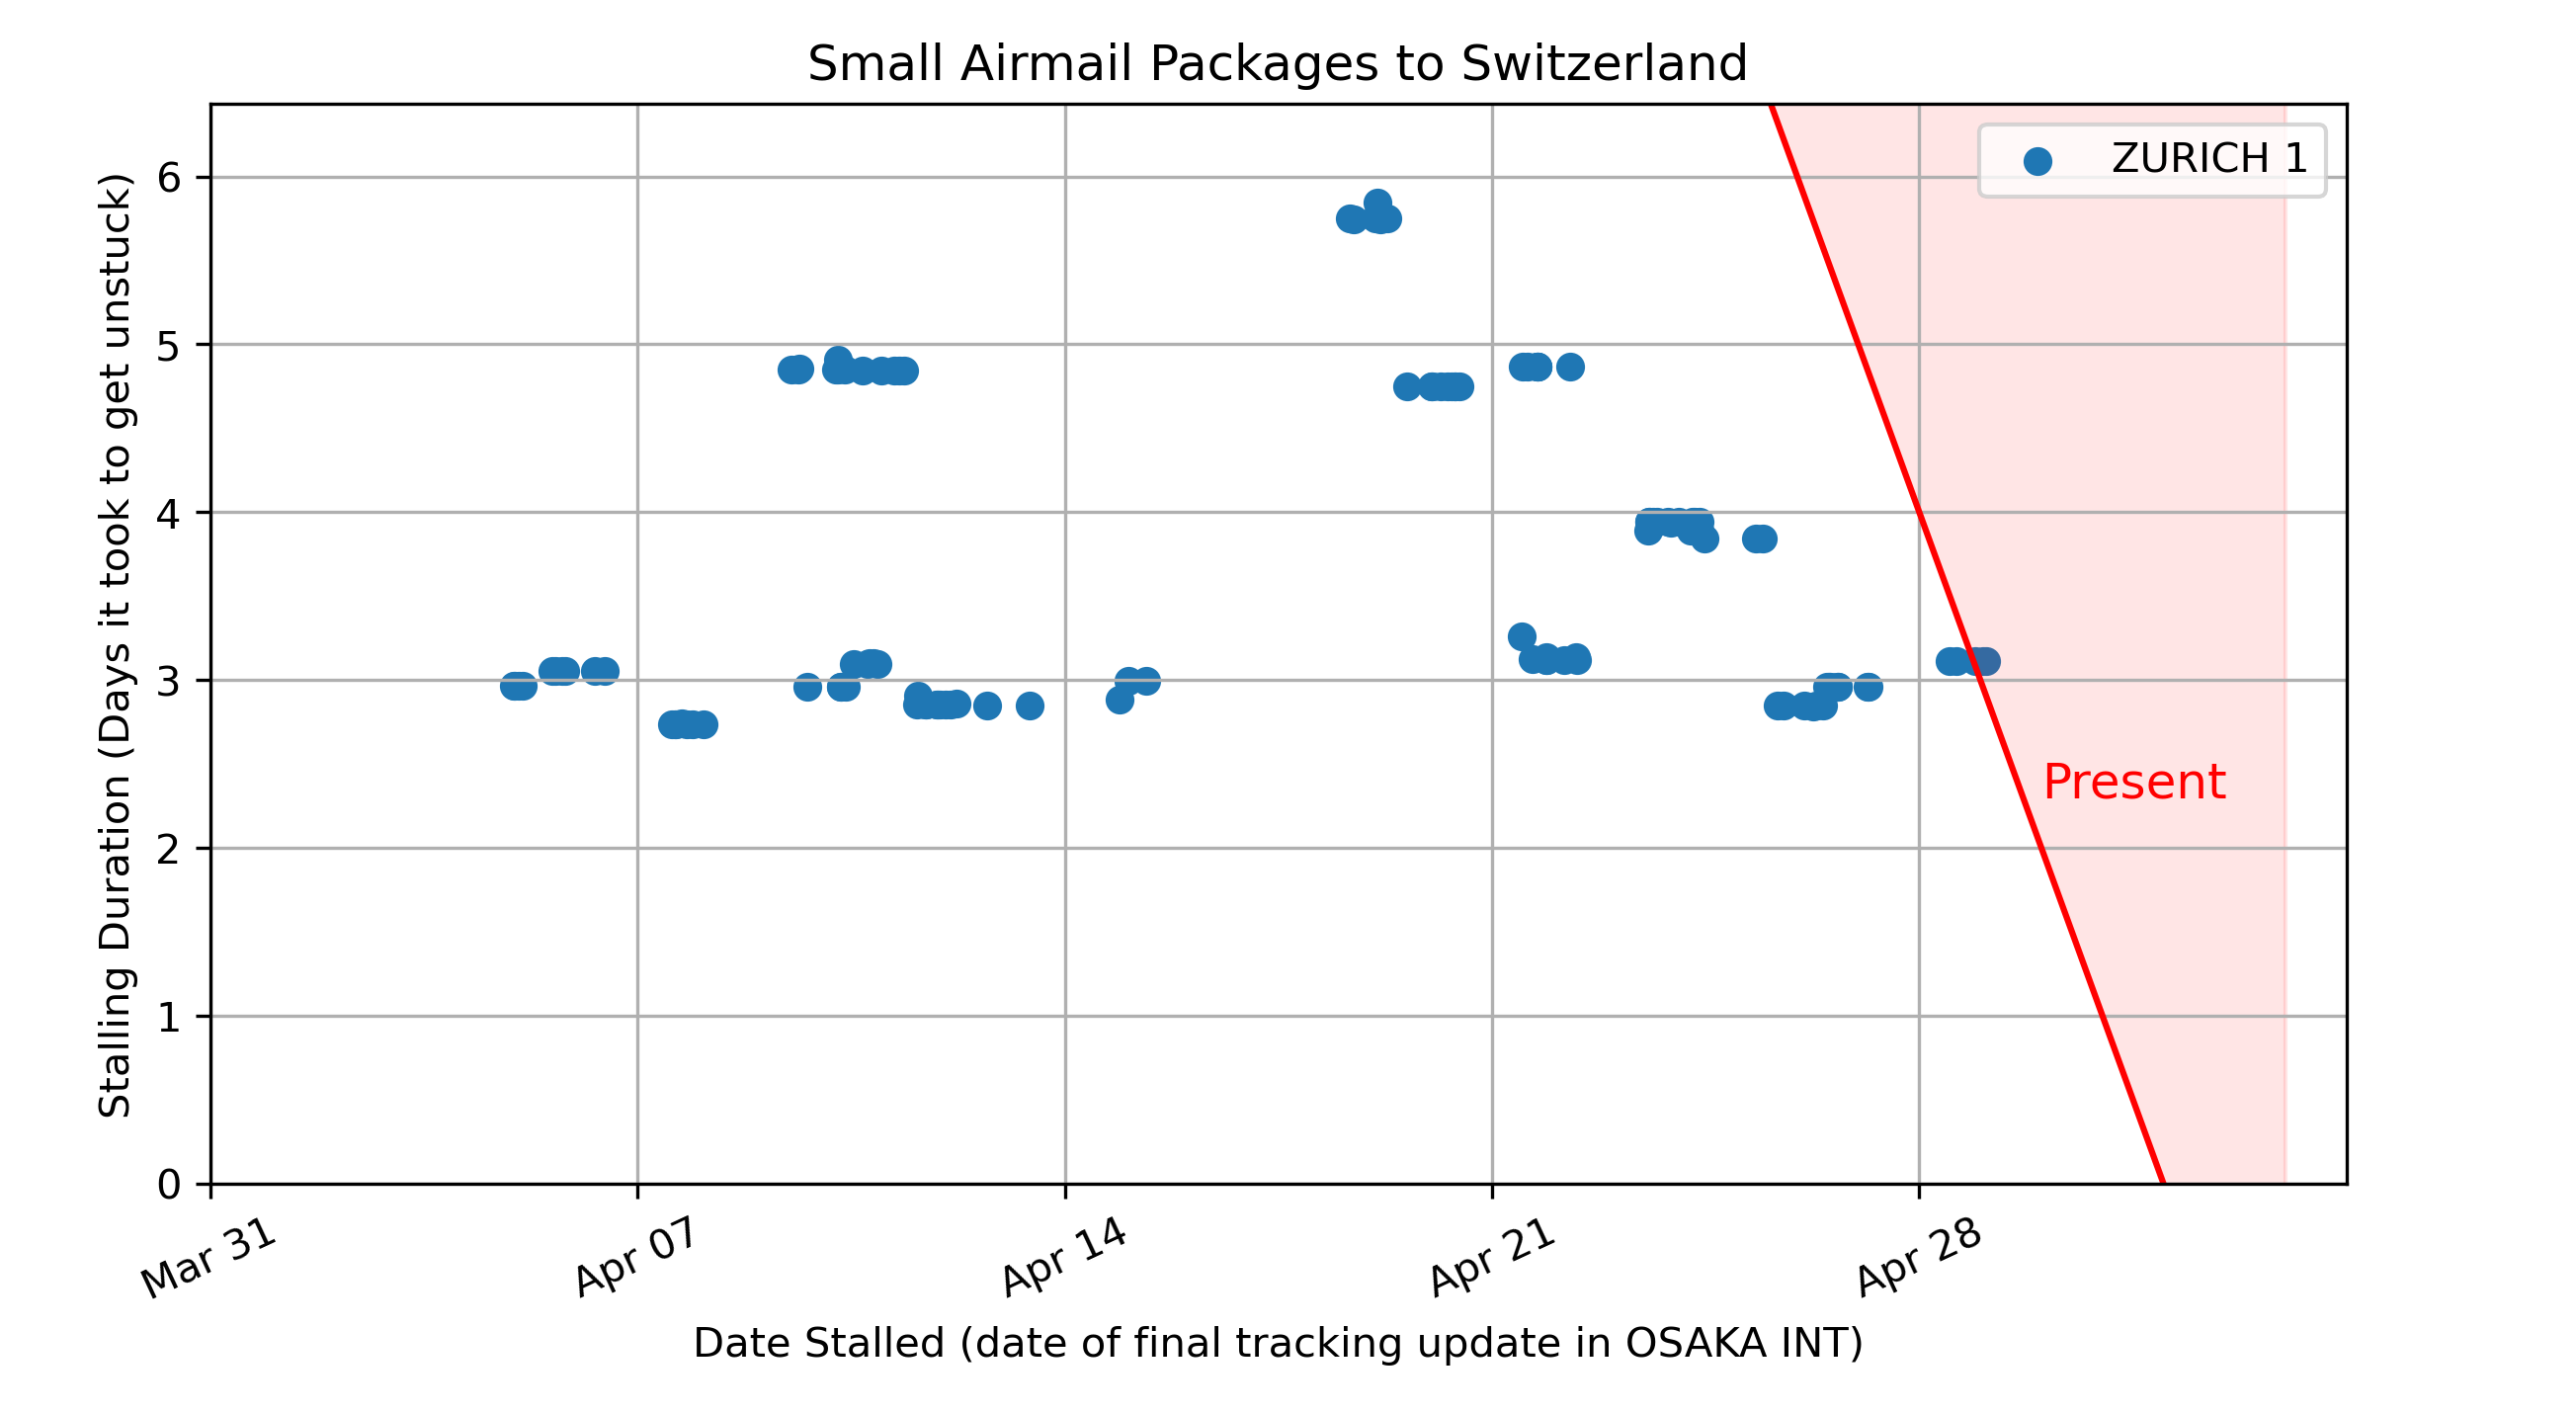 Small Airmail Packages to Switzerland
ZURICH 1
Present
Stalling Duration (Days it took to get unstuck)
6
5
4
3
2
1
0
Mar 31
Apr 07
Apr 14
Apr 21
Apr 28
Date Stalled (date of final tracking update in OSAKA INT)